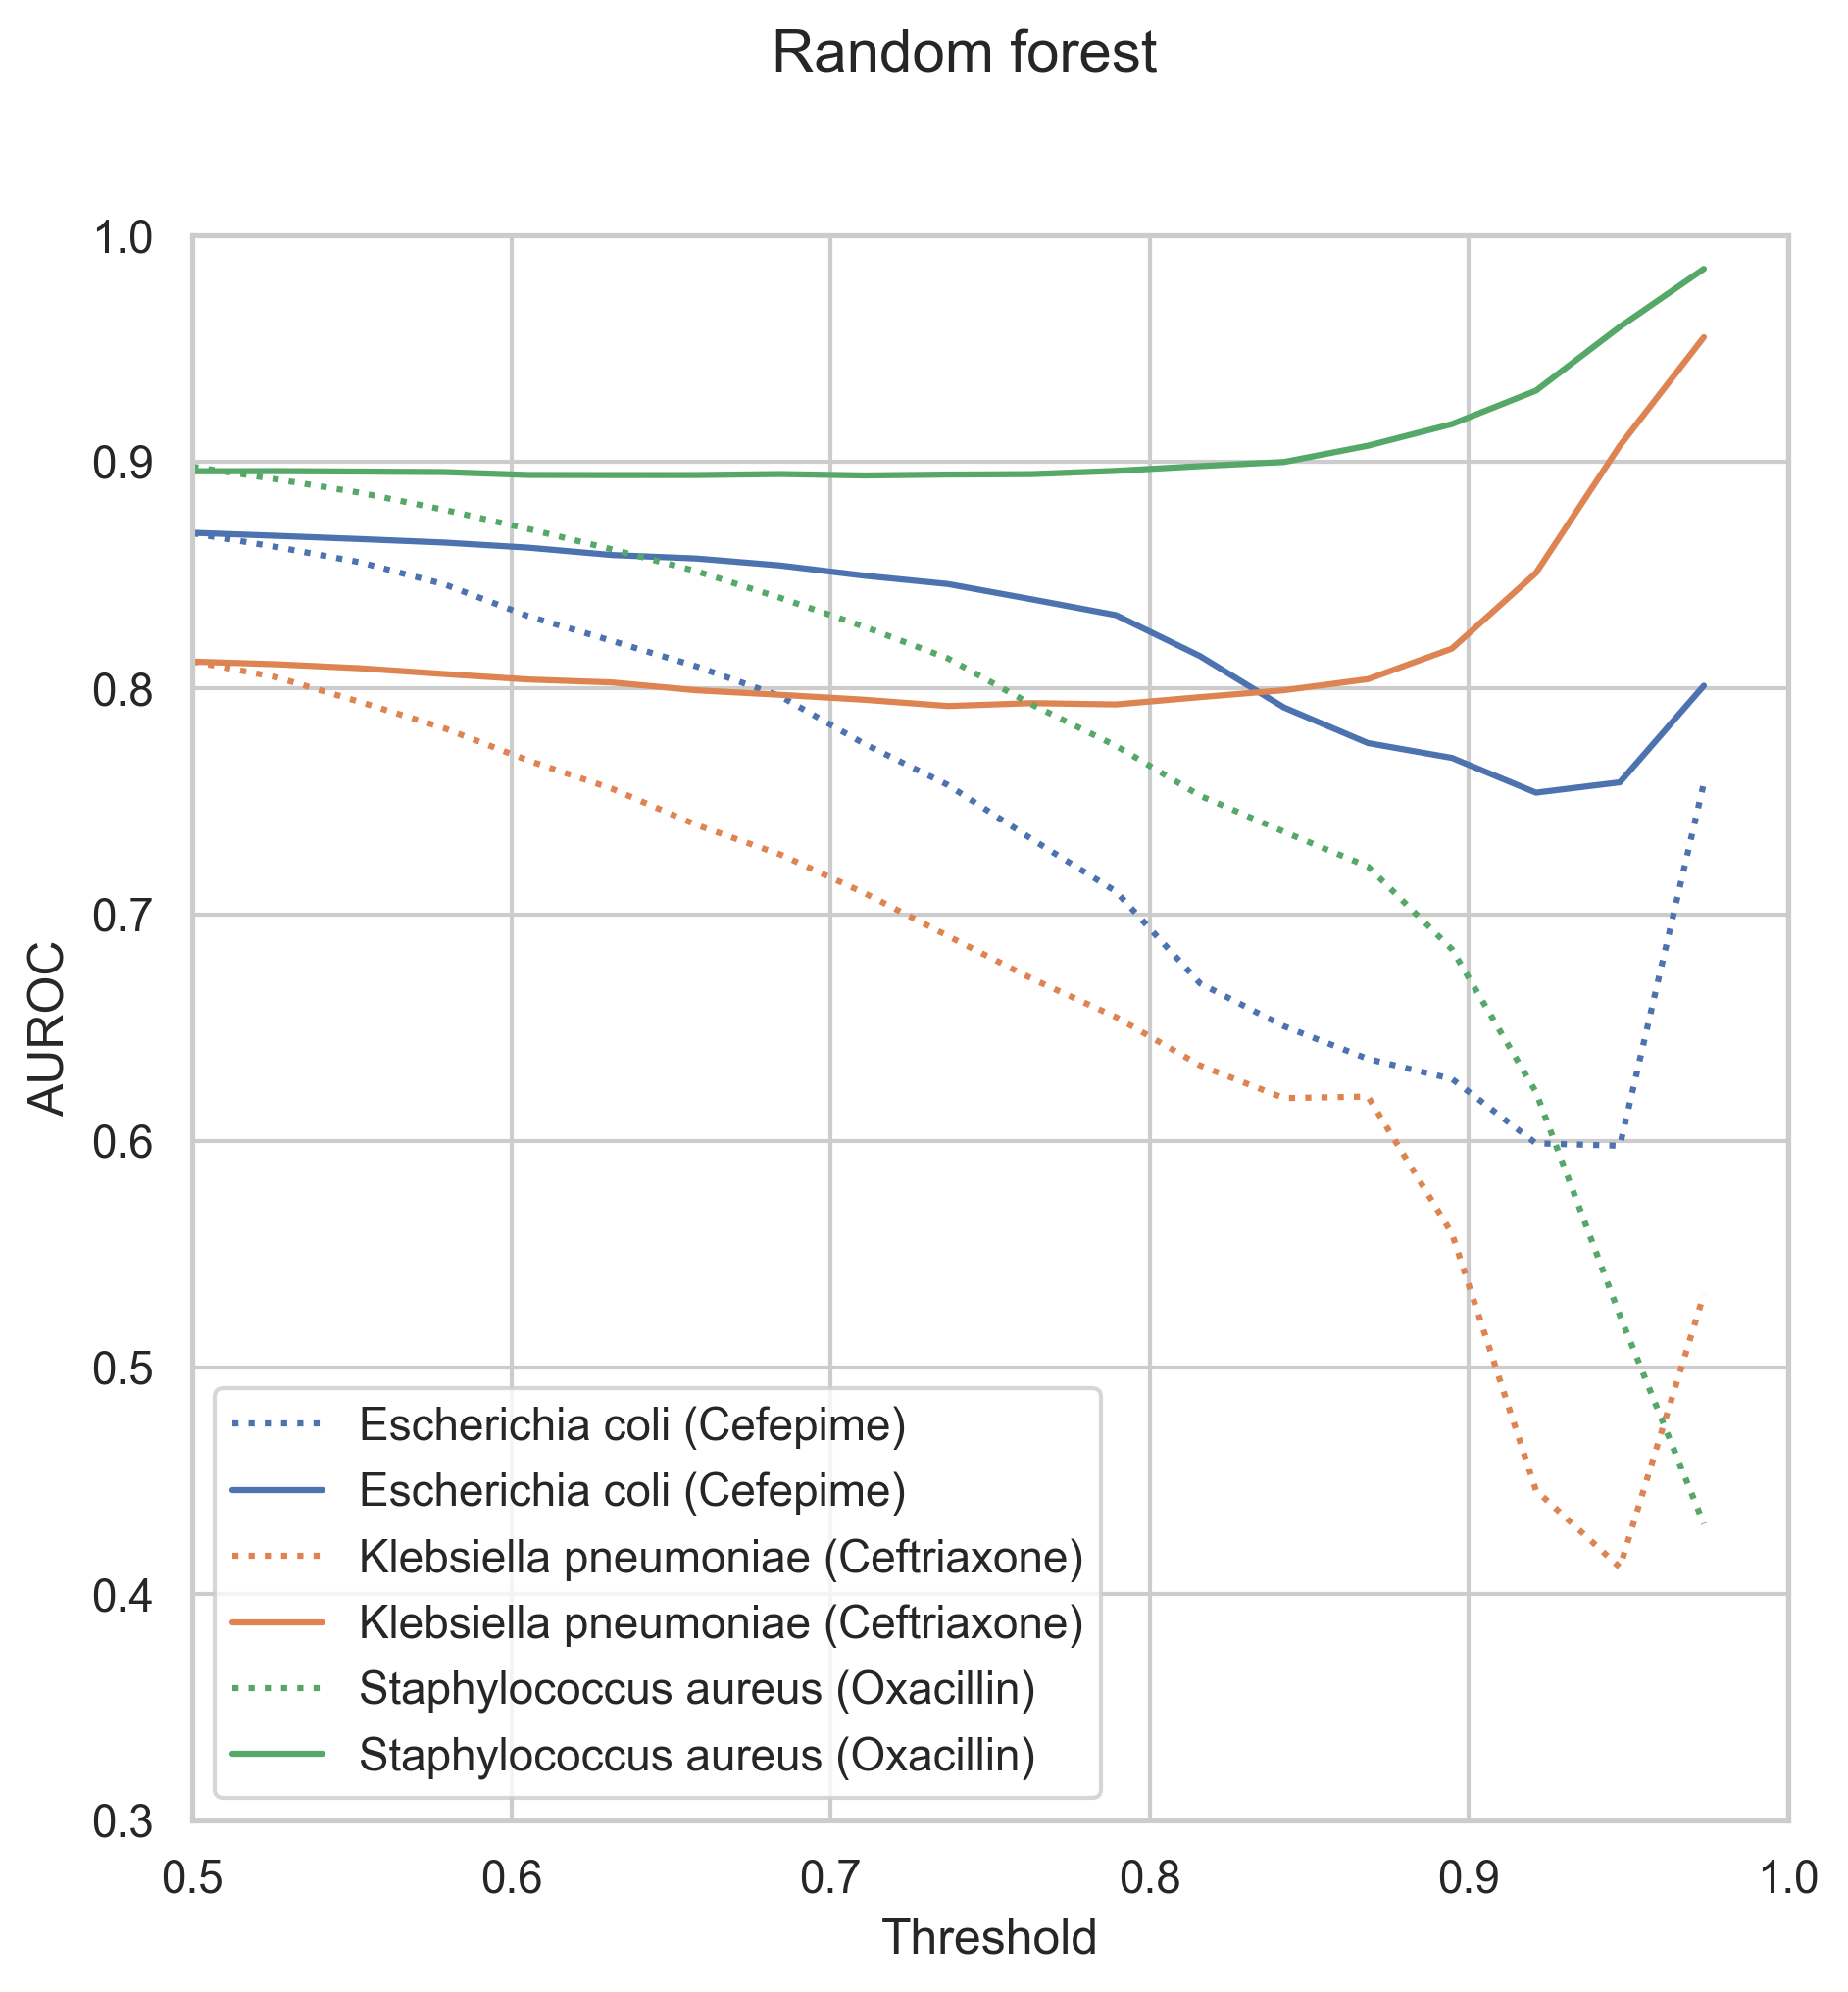 Random forest
1.0
0.9
0.8
0.7
0.6
0.5
0.4
0.3
AUROC
Escherichia coli (Cefepime)
Escherichia coli (Cefepime)
Klebsiella pneumoniae (Ceftriaxone)
Klebsiella pneumoniae (Ceftriaxone)
Staphylococcus aureus (Oxacillin)
Staphylococcus aureus (Oxacillin)
0.5 0.6 0.7 0.8 0.9 1.0
Threshold